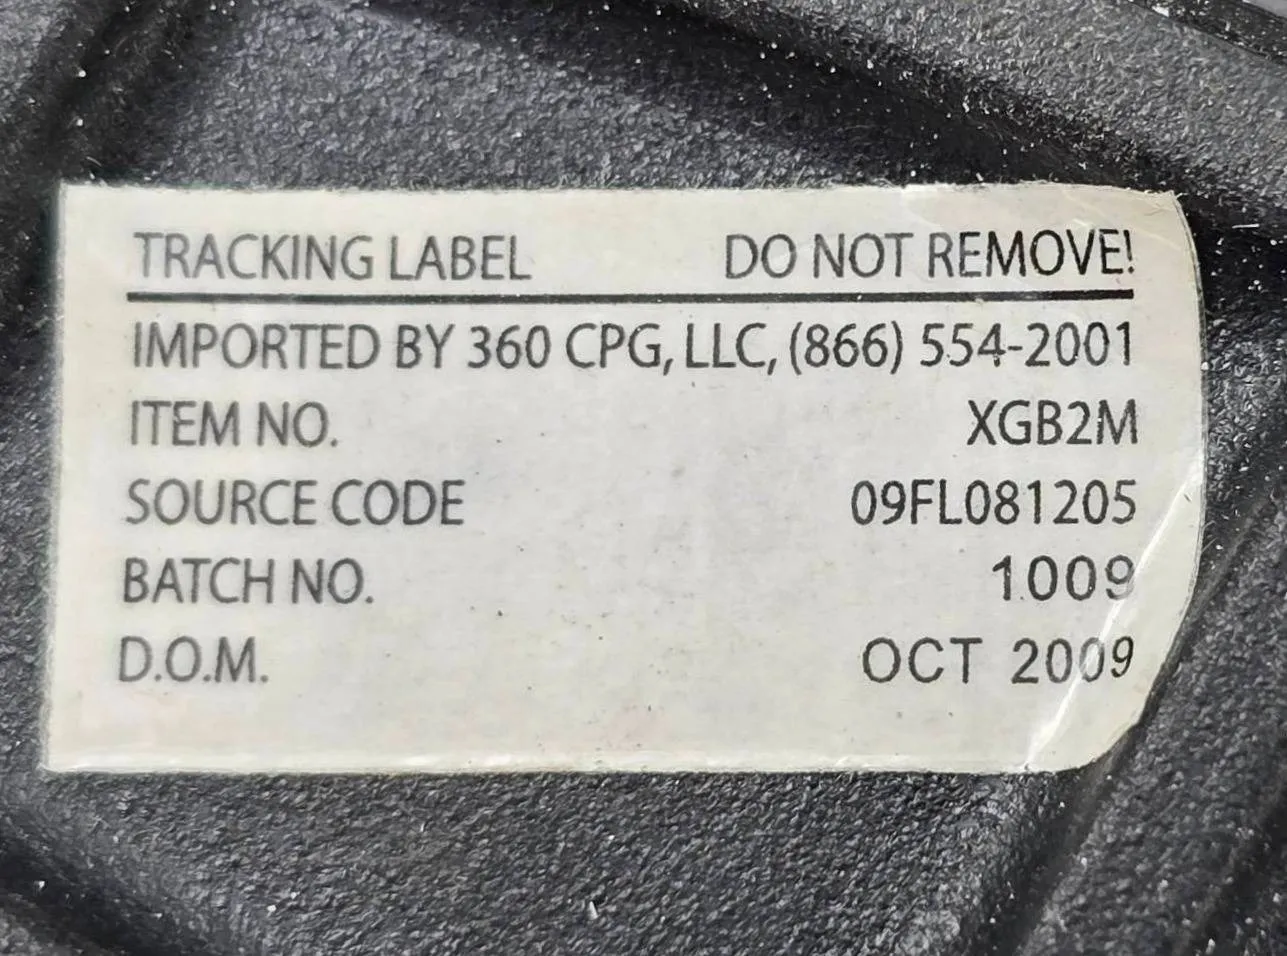 TRACKING LABEL DO NOT REMOVE!
IMPORTED BY 360 CPG, LLC, (866) 554-2001
ITEM NO. XGB2M
SOURCE CODE 09FL081205
BATCH NO. 1009
D.O.M. OCT 2009